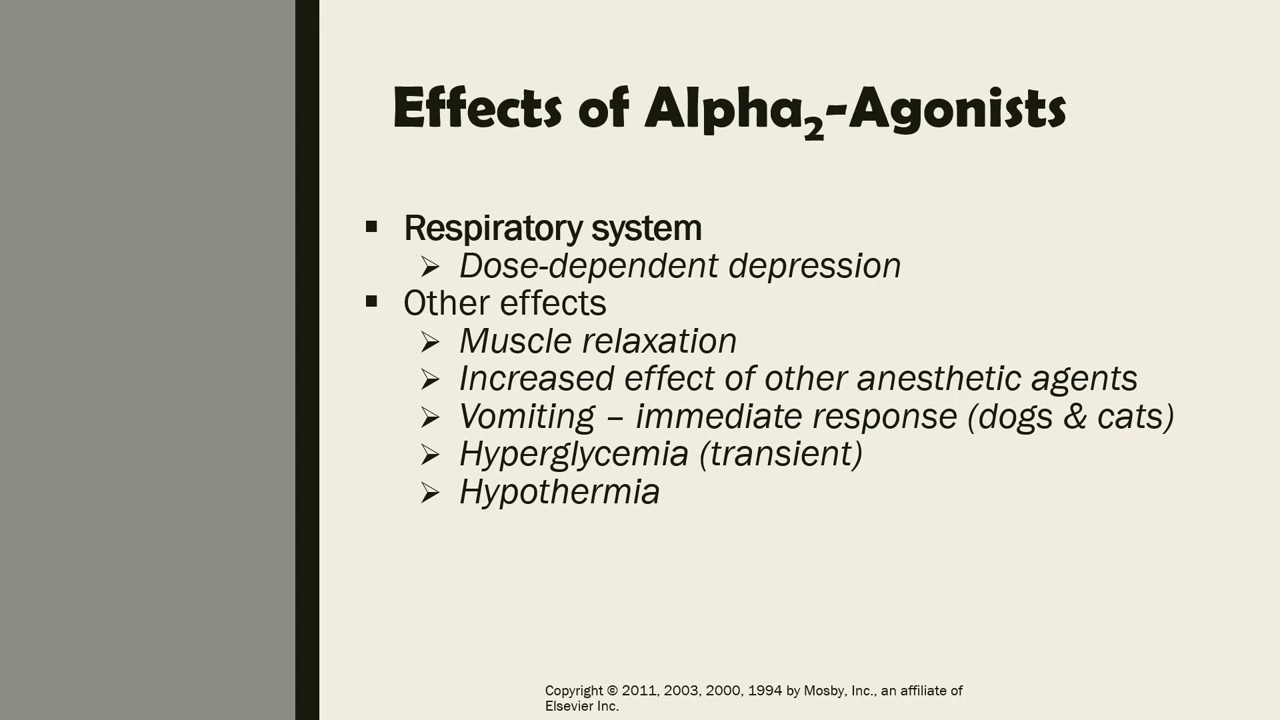 Effects of Alpha₂-Agonists
▪ Respiratory system
➢ Dose-dependent depression
▪ Other effects
➢ Muscle relaxation
➢ Increased effect of other anesthetic agents
➢ Vomiting – immediate response (dogs & cats)
➢ Hyperglycemia (transient)
➢ Hypothermia
Copyright © 2011, 2003, 2000, 1994 by Mosby, Inc., an affiliate of
Elsevier Inc.